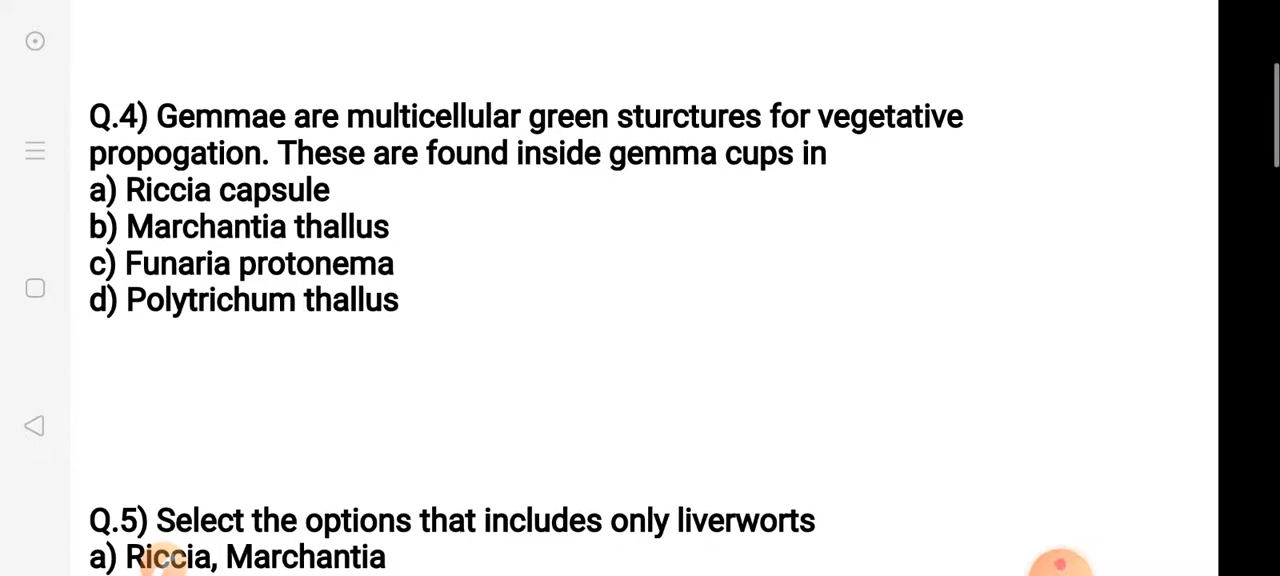 Q.4) Gemmae are multicellular green sturctures for vegetative
propogation. These are found inside gemma cups in
a) Riccia capsule
b) Marchantia thallus
c) Funaria protonema
d) Polytrichum thallus
Q.5) Select the options that includes only liverworts
a) Riccia, Marchantia